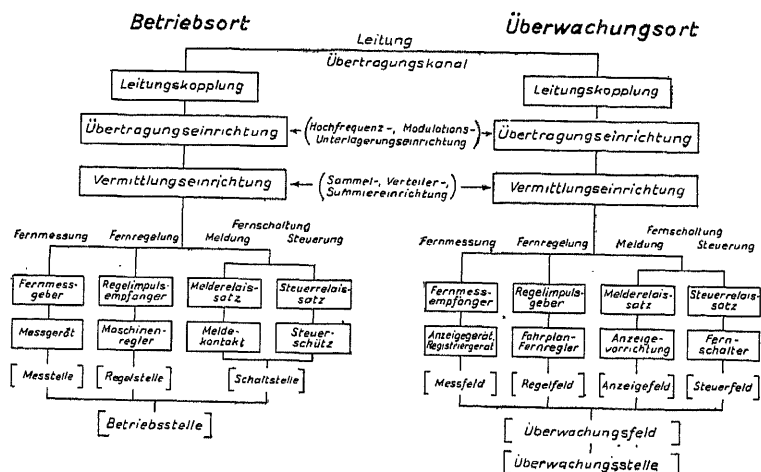 Betriebsort
Überwachungsort
Leitung
Übertragungskanal
Leitungskopplung
Leitungskopplung
Übertragungseinrichtung
(Hochfrequenz-, Modulations-
Unterlagerungseinrichtung)
Übertragungseinrichtung
Vermittlungseinrichtung
(Sammel-, Verteiler-,
Summiereinrichtung)
Vermittlungseinrichtung
Fernmessung
Fernregelung
Fernschaltung
Meldung
Steuerung
Fernmess-
geber
Regelimpuls-
empfänger
Melderelais-
satz
Steuerrelais-
satz
Messgerät
Maschinen-
regler
Melde-
kontakt
Steuer-
schütz
[Messtelle]
[Regelstelle]
[Schaltstelle]
[Betriebsstelle]
Fernmessung
Fernregelung
Fernschaltung
Meldung
Steuerung
Fernmess-
empfänger
Regelimpuls-
geber
Melderelais-
satz
Steuerrelais-
satz
Anzeigegerät,
Registriergerät
Fahrplan-
Fernregler
Anzeige-
vorrichtung
Fern-
schalter
[Messfeld]
[Regelfeld]
[Anzeigefeld]
[Steuerfeld]
[Überwachungsfeld]
[Überwachungsstelle]